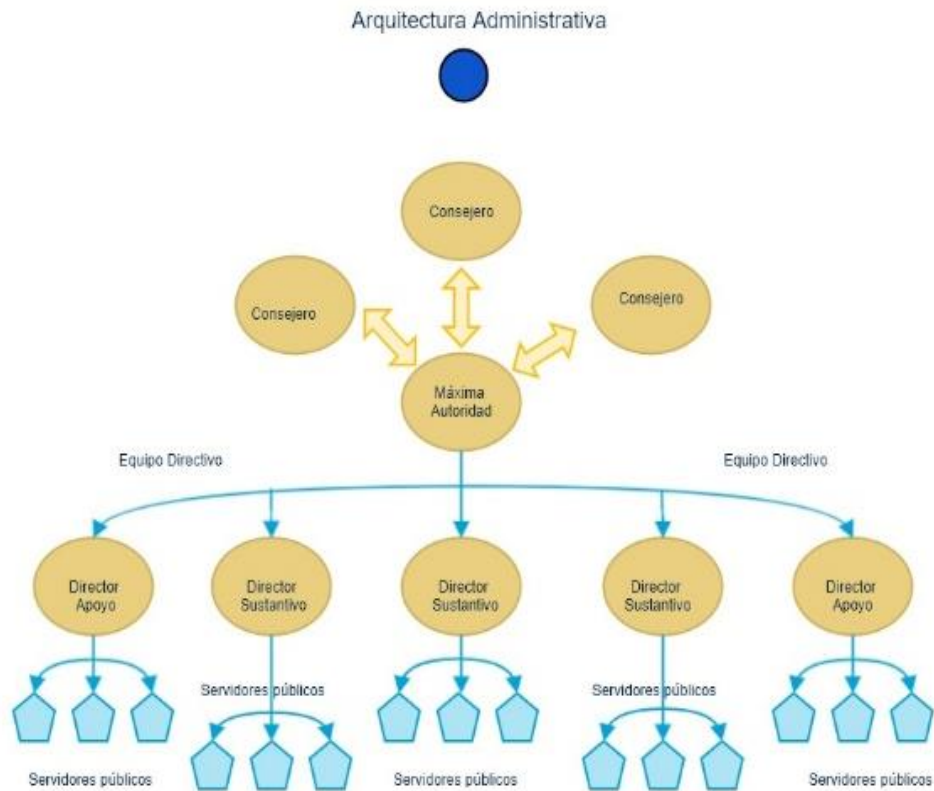 Arquitectura Administrativa
Consejero
Consejero
Consejero
Máxima
Autoridad
Equipo Directivo
Equipo Directivo
Director
Apoyo
Director
Sustantivo
Director
Sustantivo
Director
Sustantivo
Director
Apoyo
Servidores públicos
Servidores públicos
Servidores públicos
Servidores públicos
Servidores públicos